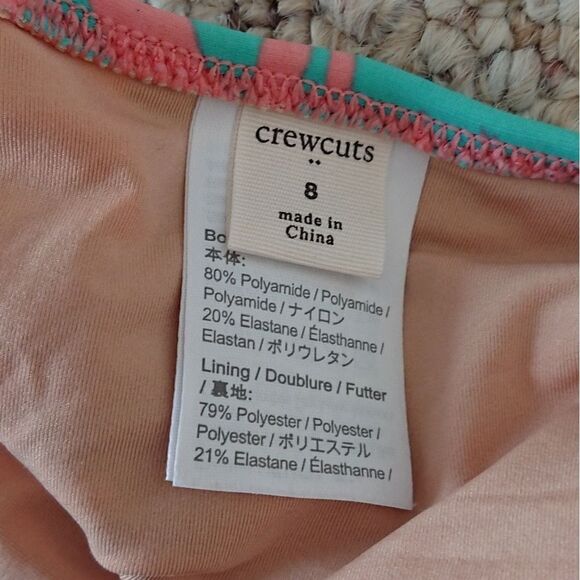 crewcuts
8
made in
China
Bo
本体:
80% Polyamide / Polyamide /
Polyamide / ナイロン
20% Elastane / Élasthanne /
Elastan / ポリウレタン
Lining / Doublure / Futter
/ 裏地:
79% Polyester / Polyester /
Polyester / ポリエステル
21% Elastane / Élasthanne /